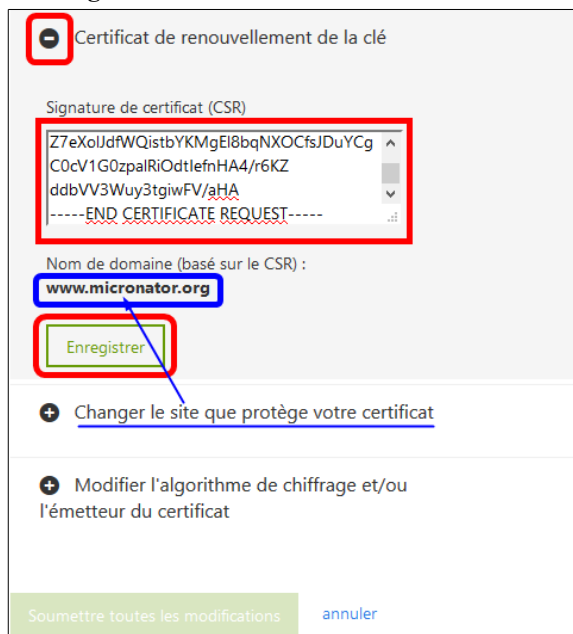 Certificat de renouvellement de la clé
Signature de certificat (CSR)
Z7eXolJdfWQistbYKMgEl8bqNXOCfsJDuYCg
C0cV1G0zpalRiOdtIefnHA4/r6KZ
ddbVV3Wuy3tgiwFV/aHA
-----END CERTIFICATE REQUEST-----
Nom de domaine (basé sur le CSR) :
www.micronator.org
Enregistrer
Changer le site que protège votre certificat
Modifier l'algorithme de chiffrage et/ou
l'émetteur du certificat
Soumettre toutes les modifications annuler